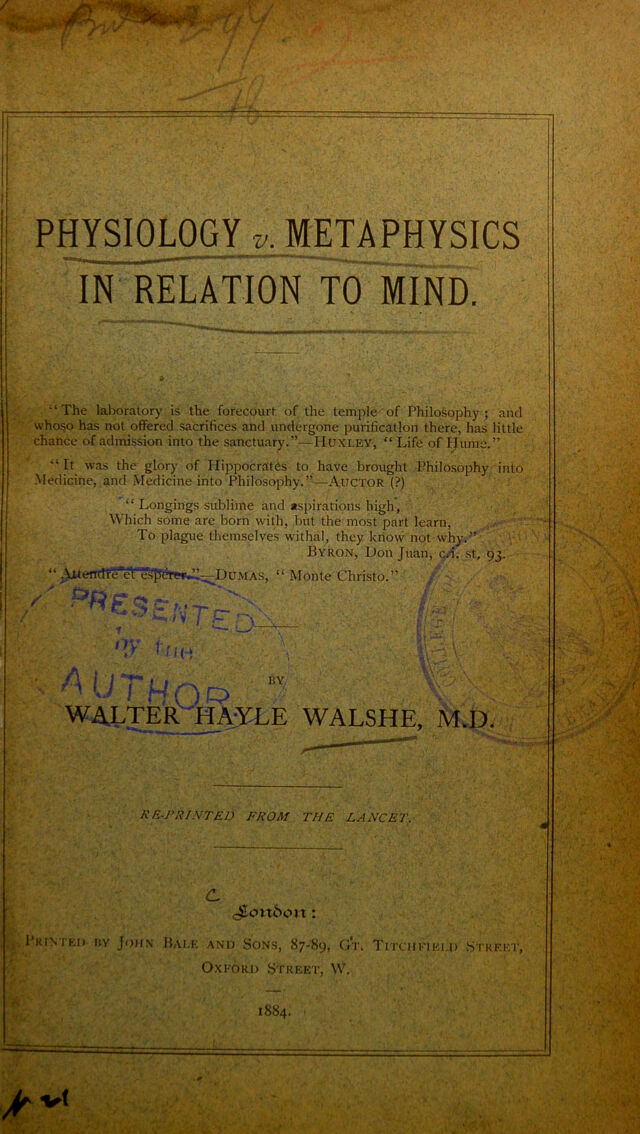 PHYSIOLOGY v. METAPHYSICS
IN RELATION TO MIND.
"The laboratory is the forecourt of the temple of Philosophy; and
whoso has not offered sacrifices and undergone purification there, has little
chance of admission into the sanctuary."—HUXLEY, "Life of Hume."
"It was the glory of Hippocrates to have brought Philosophy into
Medicine, and Medicine into Philosophy."—AUCTOR (?)
"Longings sublime and aspirations high,
Which some are born with, but the most part learn,
To plague themselves withal, they know not why."
BYRON, Don Juan, st. 93.
"Attendre et espérer."—DUMAS, "Monte Christo."
PRESENTED
by the
AUTHOR
BY
WALTER HAYLE WALSHE, M.D.
COLLEGE OF
RE-PRINTED FROM THE LANCET.
London:
PRINTED BY JOHN BALE AND SONS, 87-89, GT. TITCHFIELD STREET,
OXFORD STREET, W.
1884.